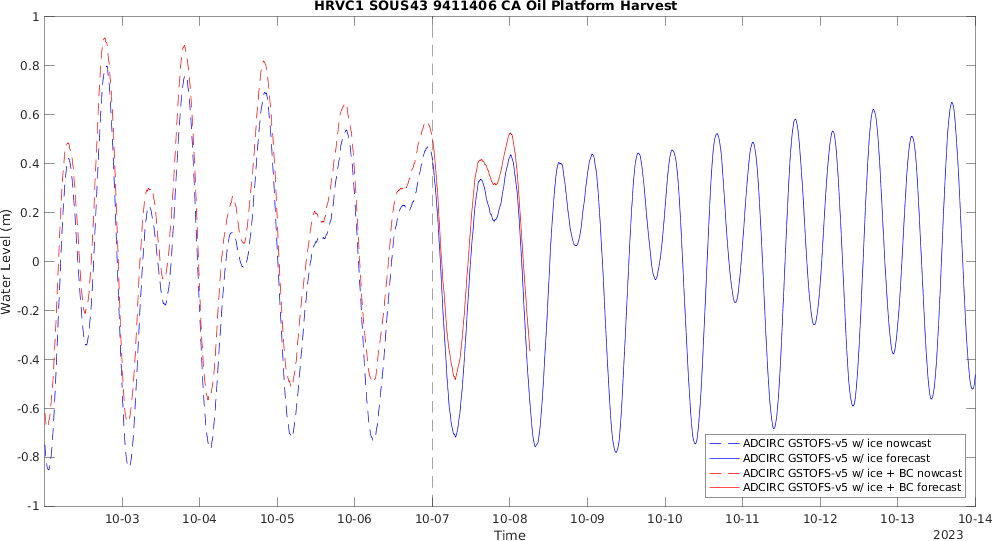 HRVC1 SOUS43 9411406 CA Oil Platform Harvest
1
0.8
0.6
0.4
0.2
0
-0.2
-0.4
-0.6
-0.8
-1
Water Level (m)
10-03 10-04 10-05 10-06 10-07 10-08 10-09 10-10 10-11 10-12 10-13 10-14
Time
2023
ADCIRC GSTOFS-v5 w/ ice nowcast
ADCIRC GSTOFS-v5 w/ ice forecast
ADCIRC GSTOFS-v5 w/ ice + BC nowcast
ADCIRC GSTOFS-v5 w/ ice + BC forecast